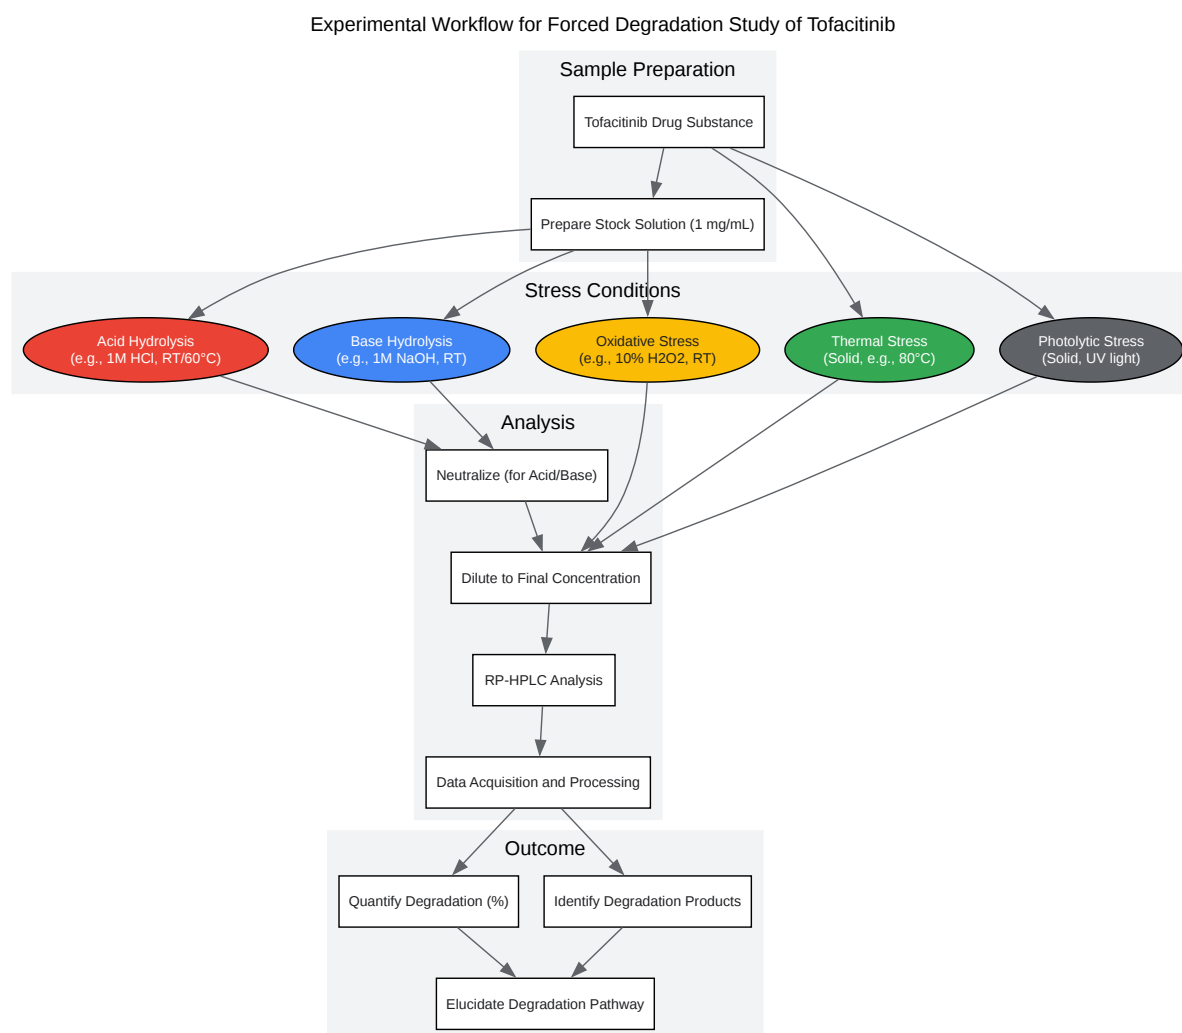 Experimental Workflow for Forced Degradation Study of Tofacitinib
Sample Preparation
Tofacitinib Drug Substance
Prepare Stock Solution (1 mg/mL)
Stress Conditions
Acid Hydrolysis
(e.g., 1M HCl, RT/60°C)
Base Hydrolysis
(e.g., 1M NaOH, RT)
Oxidative Stress
(e.g., 10% H2O2, RT)
Thermal Stress
(Solid, e.g., 80°C)
Photolytic Stress
(Solid, UV light)
Analysis
Neutralize (for Acid/Base)
Dilute to Final Concentration
RP-HPLC Analysis
Data Acquisition and Processing
Outcome
Quantify Degradation (%)
Identify Degradation Products
Elucidate Degradation Pathway